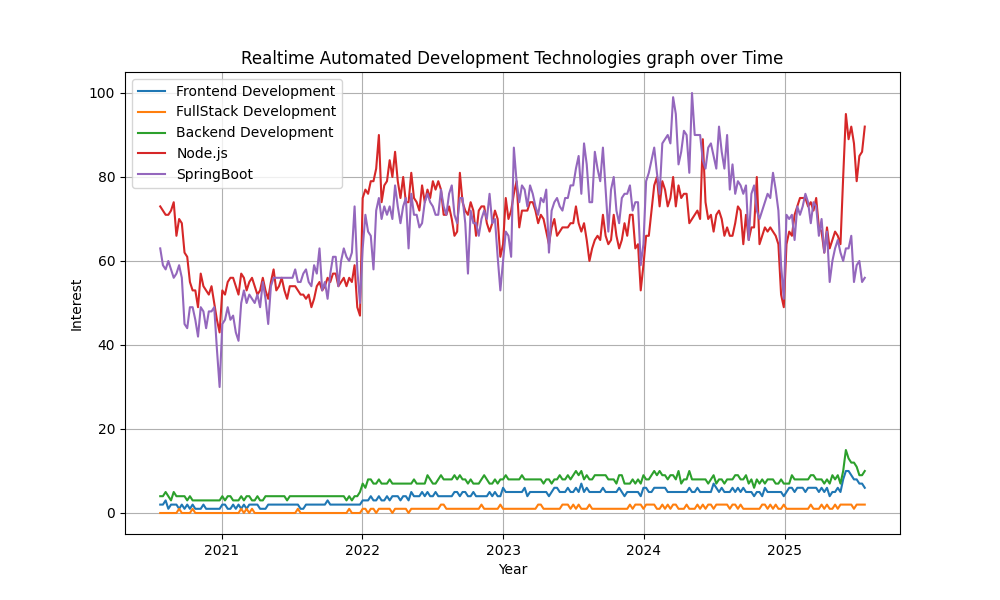 Realtime Automated Development Technologies graph over Time
Frontend Development
FullStack Development
Backend Development
Node.js
SpringBoot
100
80
60
40
20
0
Interest
2021 2022 2023 2024 2025
Year